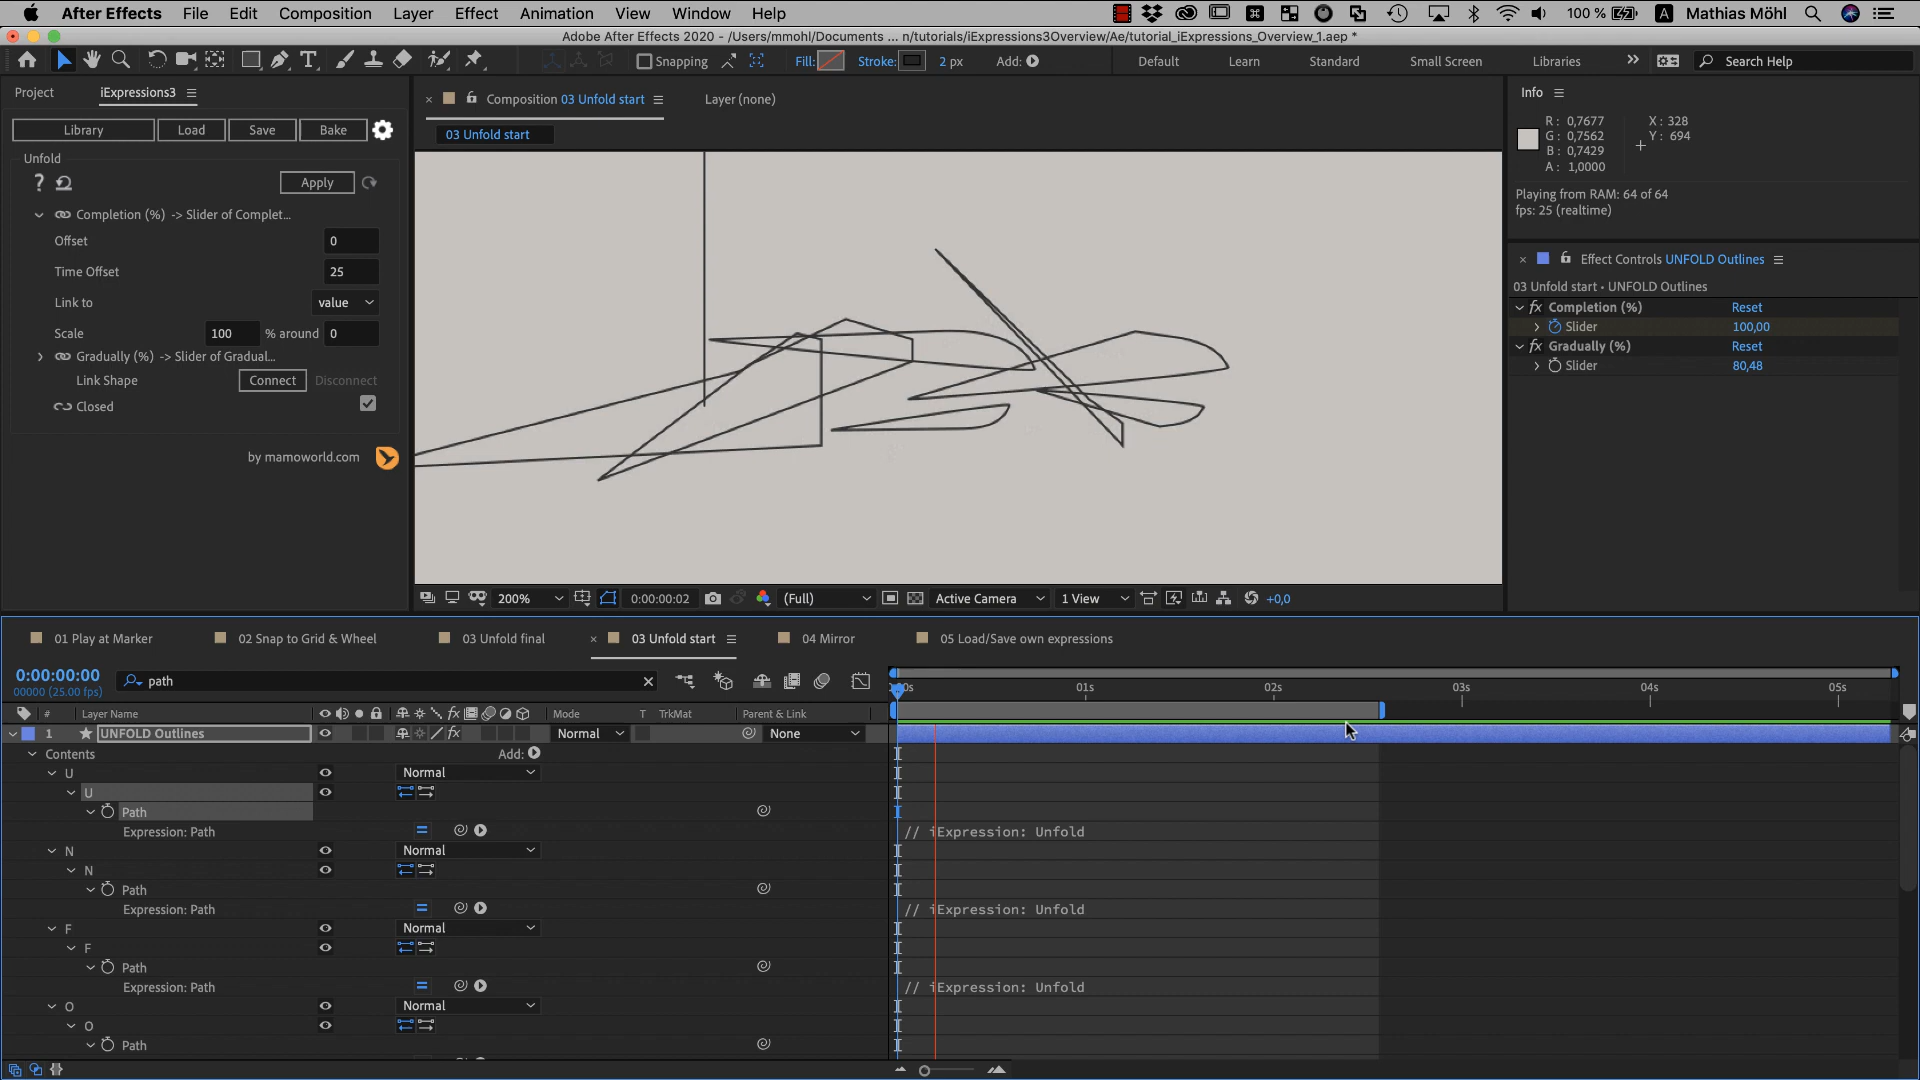 After Effects File Edit Composition Layer Effect Animation View Window Help 100 % A Mathias Möhl
Adobe After Effects 2020 - /Users/mmohl/Documents ... n/tutorials/iExpressions3Overview/Ae/tutorial_iExpressions_Overview_1.aep *
Snapping Fill: Stroke: 2 px Add: Default Learn Standard Small Screen Libraries Search Help
Project iExpressions3
Library Load Save Bake
Unfold
? Apply
Completion (%) -> Slider of Complet...
Offset 0
Time Offset 25
Link to value
Scale 100 % around 0
Gradually (%) -> Slider of Gradual...
Link Shape Connect Disconnect
Closed
by mamoworld.com
Composition 03 Unfold start Layer (none)
03 Unfold start
200% 0:00:00:02 (Full) Active Camera 1 View +0,0
Info
R: 0,7677 X: 328
G: 0,7562 Y: 694
B: 0,7429
A: 1,0000
Playing from RAM: 64 of 64
fps: 25 (realtime)
Effect Controls UNFOLD Outlines
03 Unfold start • UNFOLD Outlines
fx Completion (%) Reset
Slider 100,00
fx Gradually (%) Reset
Slider 80,48
01 Play at Marker 02 Snap to Grid & Wheel 03 Unfold final 03 Unfold start 04 Mirror 05 Load/Save own expressions
0:00:00:00
00000 (25.00 fps)
path
0s 01s 02s 03s 04s 05s
# Layer Name fx Mode T TrkMat Parent & Link
1 UNFOLD Outlines fx Normal None
Contents Add:
U Normal
U
Path
Expression: Path // iExpression: Unfold
N Normal
N
Path
Expression: Path // iExpression: Unfold
F Normal
F
Path
Expression: Path // iExpression: Unfold
O Normal
O
Path